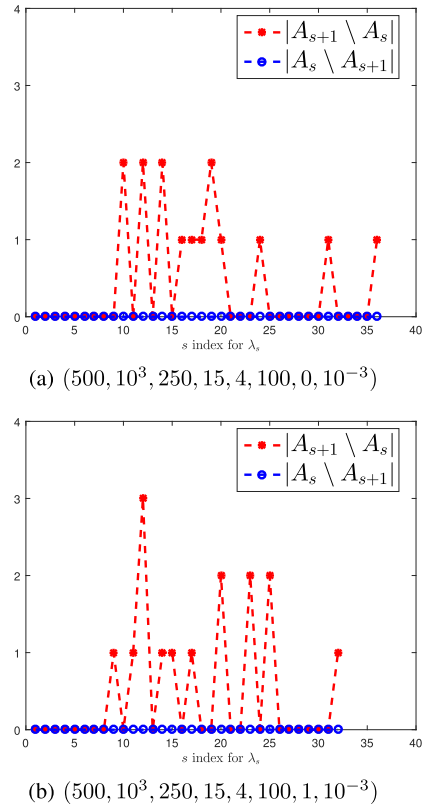 |A_{s+1} \ A_s|
|A_s \ A_{s+1}|
4
3
2
1
0
0 5 10 15 20 25 30 35 40
s index for λ_s
(a) (500, 10^3, 250, 15, 4, 100, 0, 10^{-3})
|A_{s+1} \ A_s|
|A_s \ A_{s+1}|
4
3
2
1
0
0 5 10 15 20 25 30 35 40
s index for λ_s
(b) (500, 10^3, 250, 15, 4, 100, 1, 10^{-3})